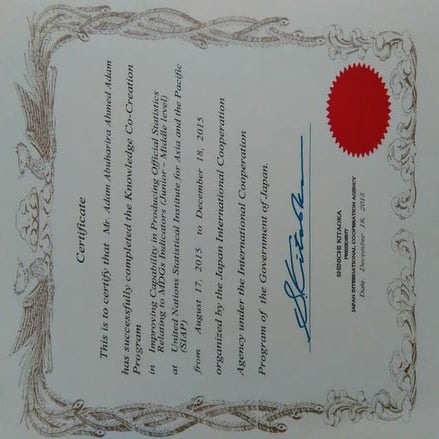 Certificate
This is to certify that Mr. Adam Abuharira Ahmed Adam
has successfully completed the Knowledge Co-Creation
Program
in Improving Capability in Producing Official Statistics
Relating to MDGs Indicators (Junior - Middle level)
at United Nations Statistical Institute for Asia and the Pacific
(SIAP)
from August 17, 2015 to December 18, 2015
organized by the Japan International Cooperation
Agency under the International Cooperation
Program of the Government of Japan.
S. Kitaoka
SHINICHI KITAOKA
PRESIDENT
JAPAN INTERNATIONAL COOPERATION AGENCY
Date December 18, 2015